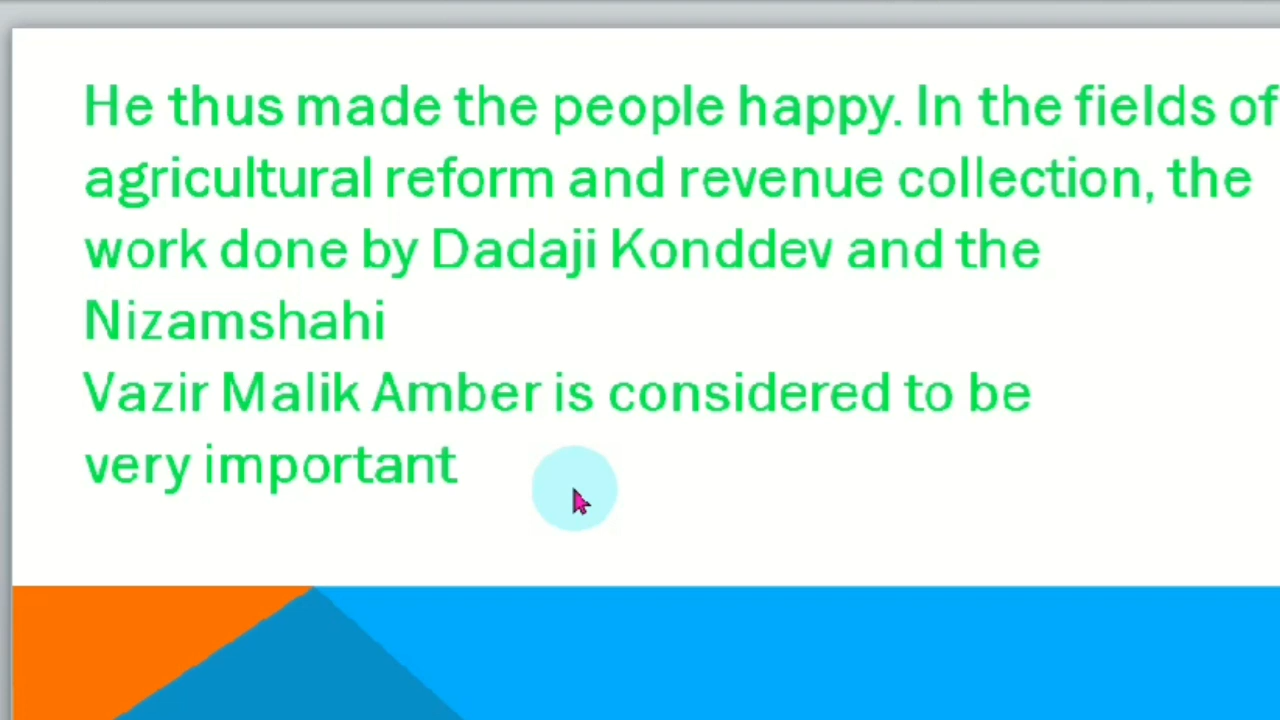 He thus made the people happy. In the fields of
agricultural reform and revenue collection, the
work done by Dadaji Konddev and the
Nizamshahi
Vazir Malik Amber is considered to be
very important